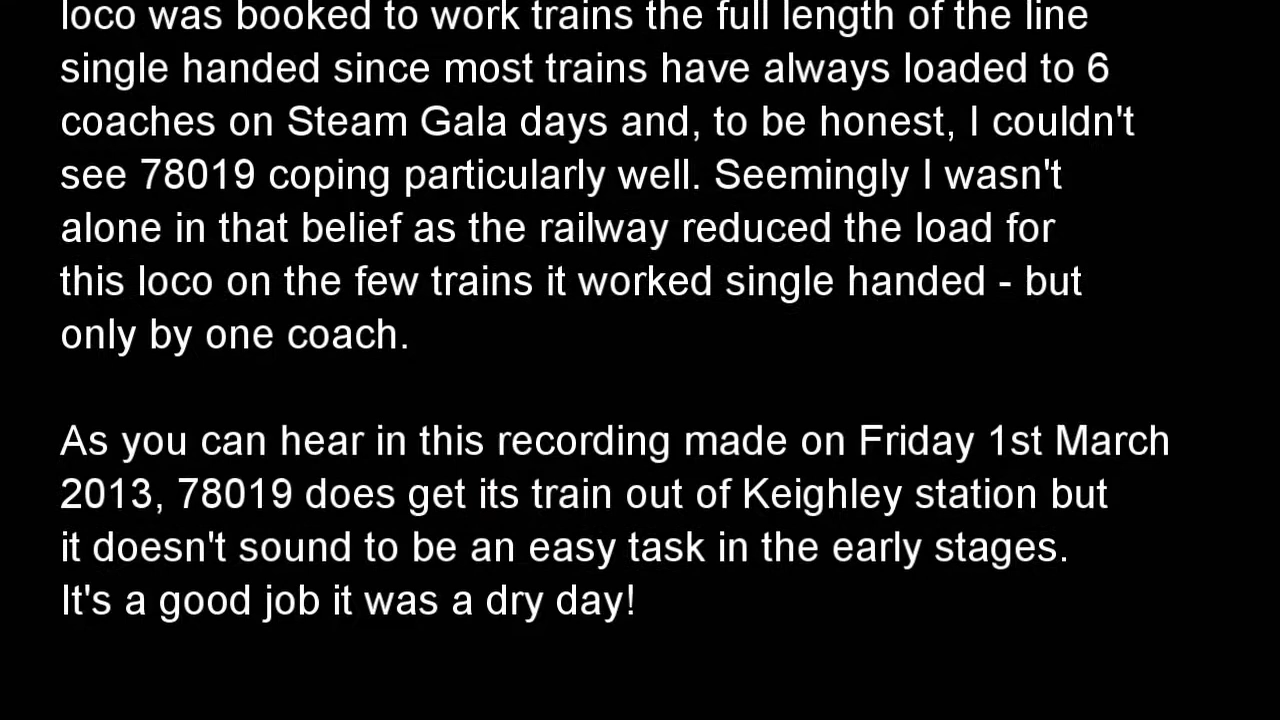 loco was booked to work trains the full length of the line
single handed since most trains have always loaded to 6
coaches on Steam Gala days and, to be honest, I couldn't
see 78019 coping particularly well. Seemingly I wasn't
alone in that belief as the railway reduced the load for
this loco on the few trains it worked single handed - but
only by one coach.
As you can hear in this recording made on Friday 1st March
2013, 78019 does get its train out of Keighley station but
it doesn't sound to be an easy task in the early stages.
It's a good job it was a dry day!